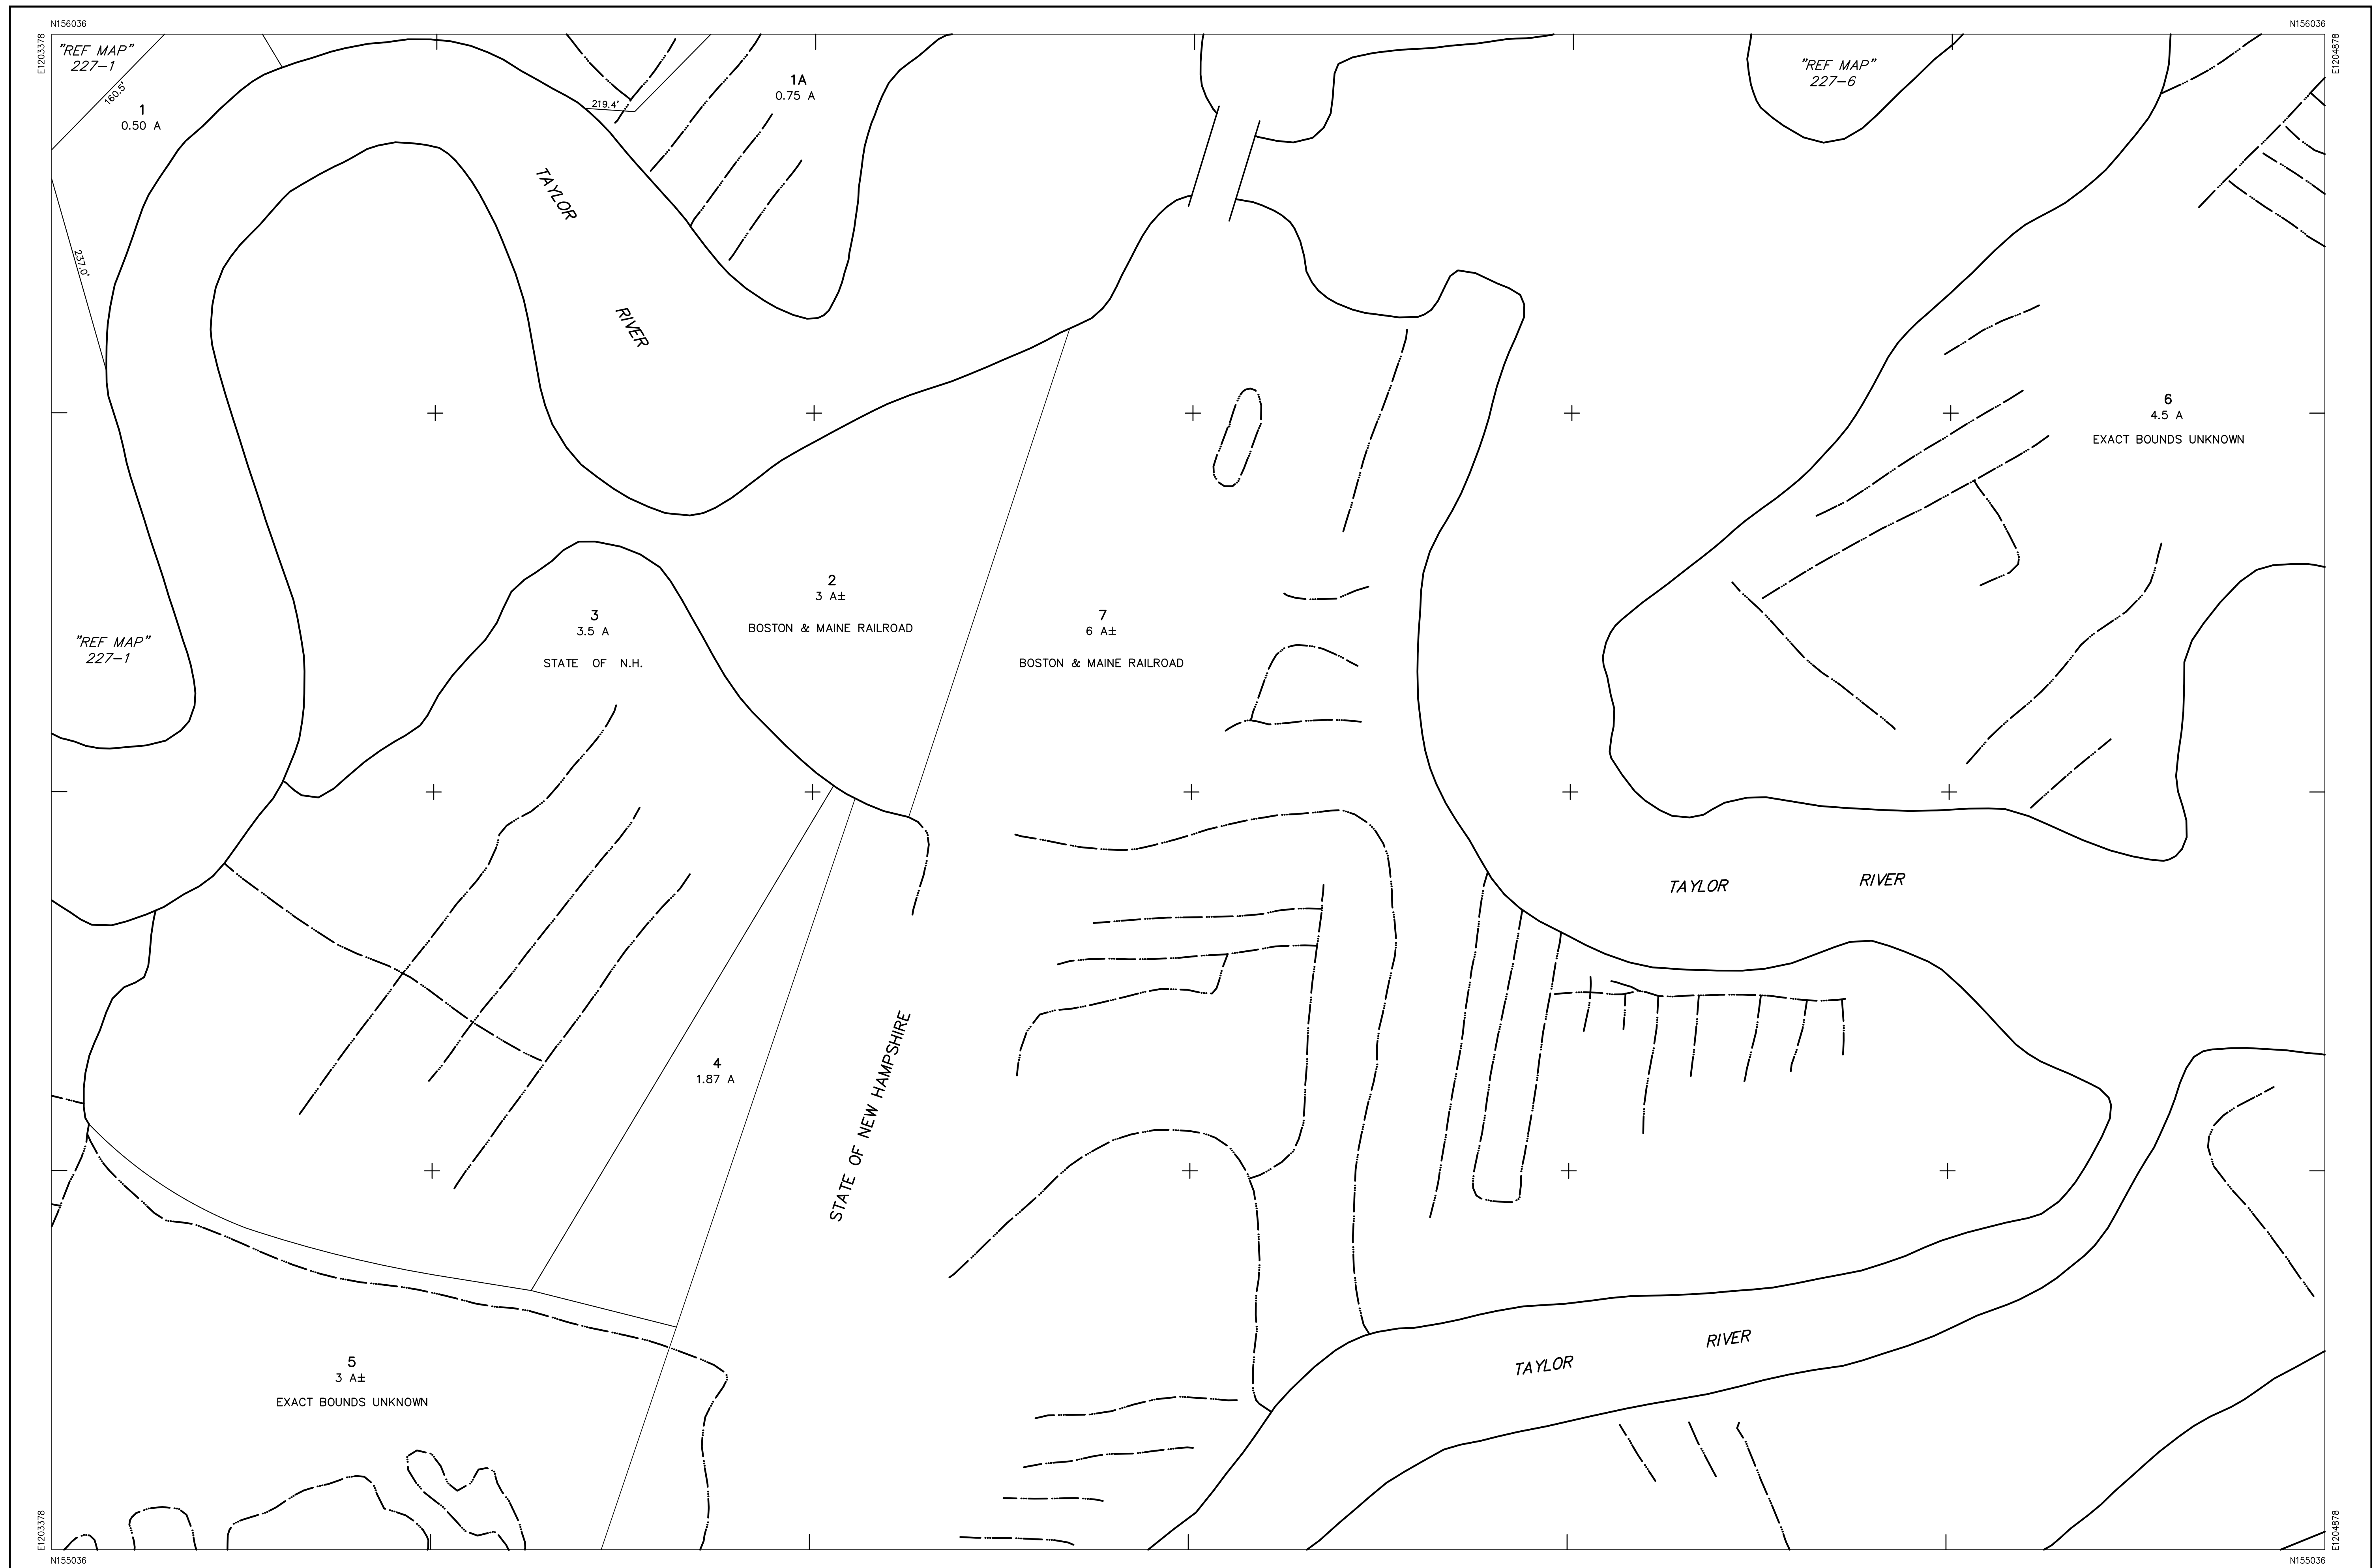 N156036
N156036
E1203378
E1204878
"REF MAP"
227-1
160.5'
1
0.50 A
219.4'
1A
0.75 A
"REF MAP"
227-6
TAYLOR
RIVER
237.0'
6
4.5 A
EXACT BOUNDS UNKNOWN
2
3 A±
BOSTON & MAINE RAILROAD
3
3.5 A
STATE OF N.H.
7
6 A±
BOSTON & MAINE RAILROAD
"REF MAP"
227-1
TAYLOR RIVER
4
1.87 A
STATE OF NEW HAMPSHIRE
TAYLOR RIVER
5
3 A±
EXACT BOUNDS UNKNOWN
E1203378
E1204878
N155036
N155036